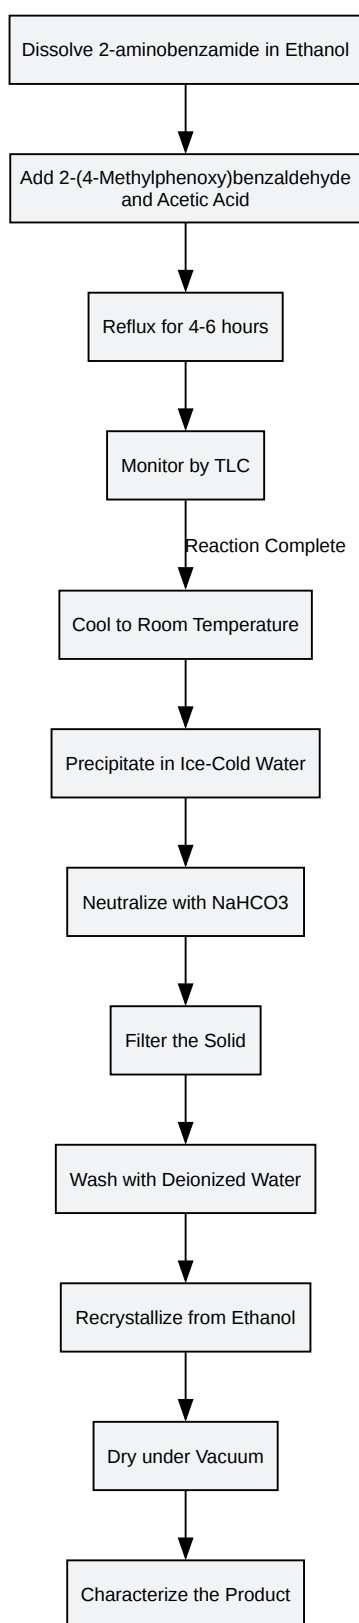 Dissolve 2-aminobenzamide in Ethanol
Add 2-(4-Methylphenoxy)benzaldehyde
and Acetic Acid
Reflux for 4-6 hours
Monitor by TLC
Reaction Complete
Cool to Room Temperature
Precipitate in Ice-Cold Water
Neutralize with NaHCO3
Filter the Solid
Wash with Deionized Water
Recrystallize from Ethanol
Dry under Vacuum
Characterize the Product